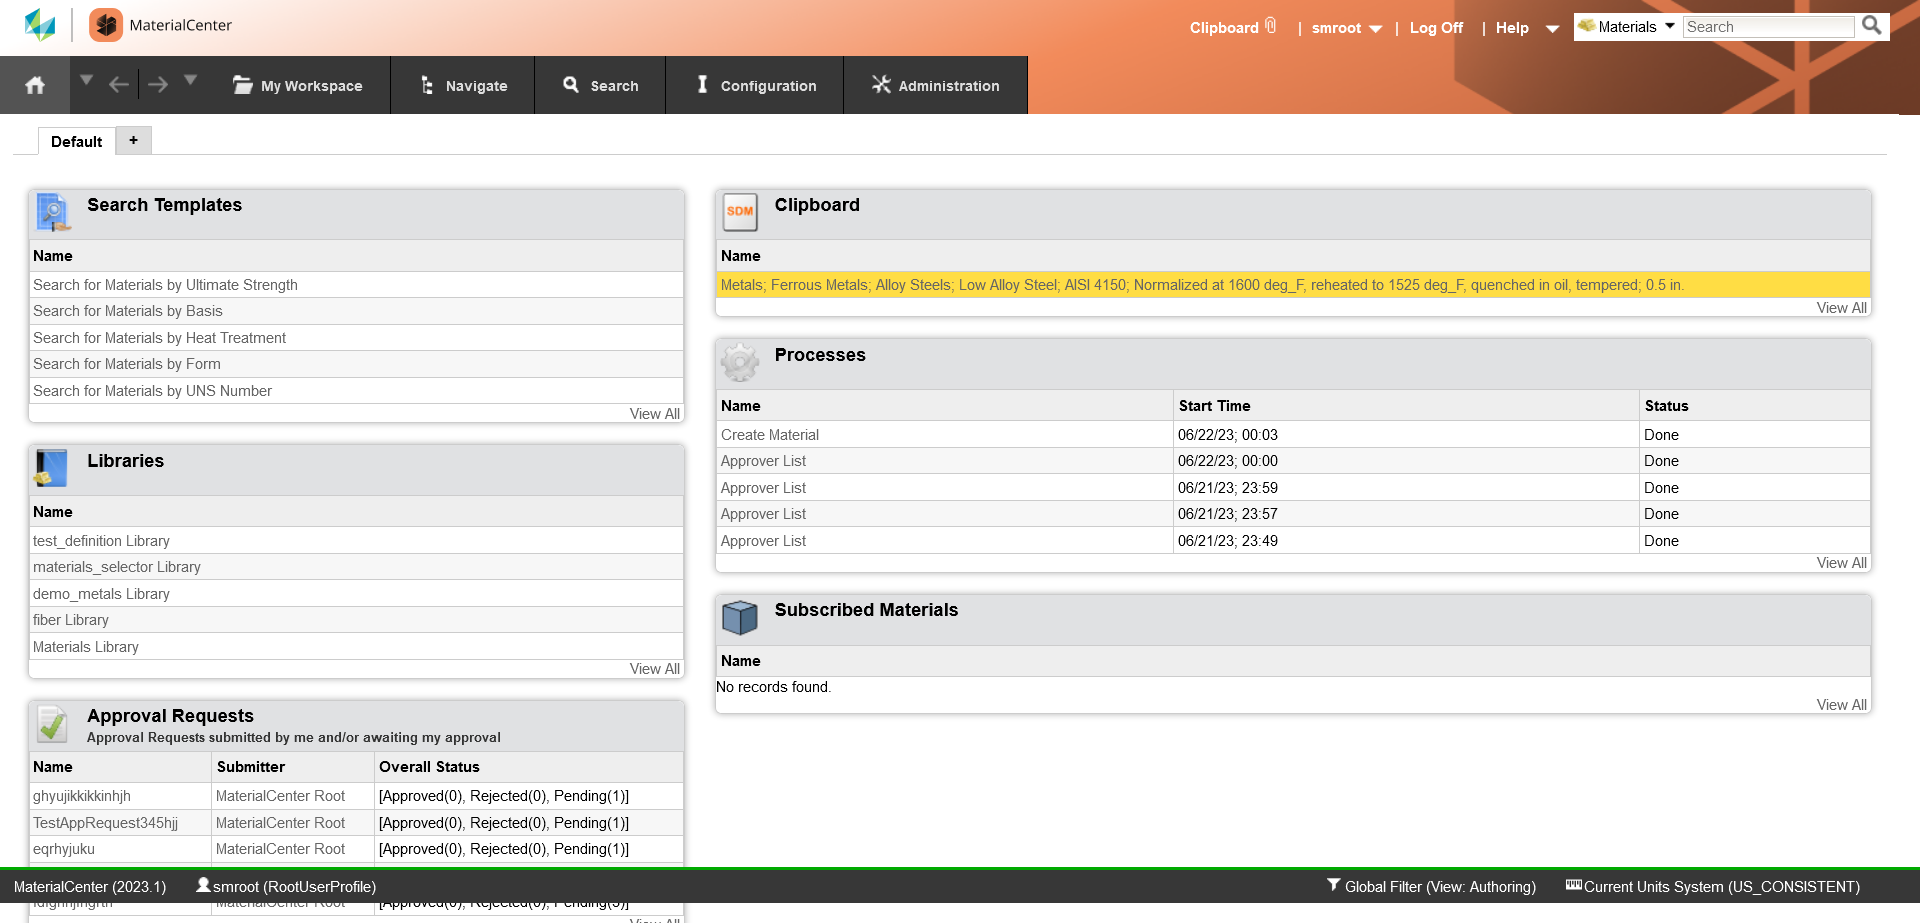 MaterialCenter
Clipboard | smroot | Log Off | Help
Materials Search
My Workspace Navigate Search Configuration Administration
Default +
Search Templates
Name
Search for Materials by Ultimate Strength
Search for Materials by Basis
Search for Materials by Heat Treatment
Search for Materials by Form
Search for Materials by UNS Number
View All
Libraries
Name
test_definition Library
materials_selector Library
demo_metals Library
fiber Library
Materials Library
View All
Approval Requests
Approval Requests submitted by me and/or awaiting my approval
Name Submitter Overall Status
ghyujikkikkinhjh MaterialCenter Root [Approved(0), Rejected(0), Pending(1)]
TestAppRequest345hjj MaterialCenter Root [Approved(0), Rejected(0), Pending(1)]
eqrhyjuku MaterialCenter Root [Approved(0), Rejected(0), Pending(1)]
SDM
Clipboard
Name
Metals; Ferrous Metals; Alloy Steels; Low Alloy Steel; AISI 4150; Normalized at 1600 deg_F, reheated to 1525 deg_F, quenched in oil, tempered; 0.5 in.
View All
Processes
Name Start Time Status
Create Material 06/22/23; 00:03 Done
Approver List 06/22/23; 00:00 Done
Approver List 06/21/23; 23:59 Done
Approver List 06/21/23; 23:57 Done
Approver List 06/21/23; 23:49 Done
View All
Subscribed Materials
Name
No records found.
View All
MaterialCenter (2023.1) smroot (RootUserProfile) Global Filter (View: Authoring) Current Units System (US_CONSISTENT)
MaterialCenter Root
View All